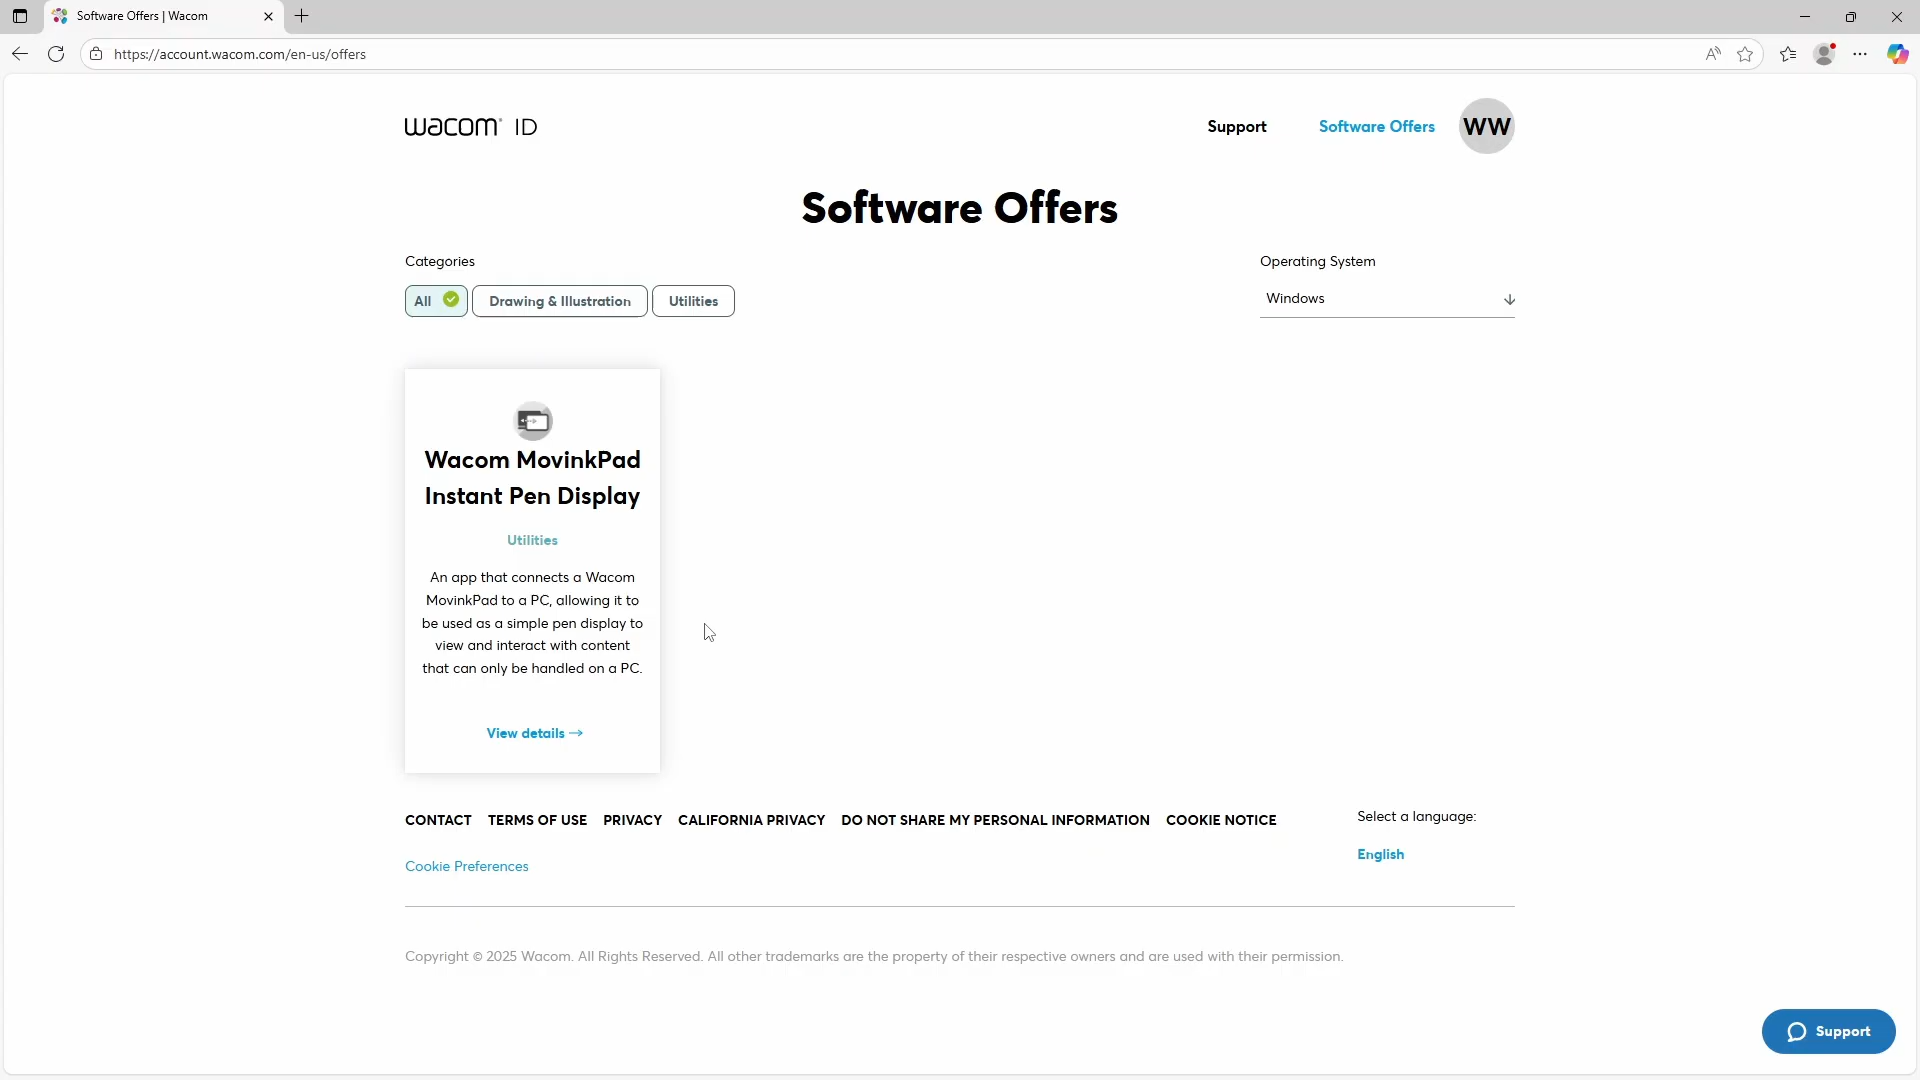 Software Offers | Wacom
https://account.wacom.com/en-us/offers
wacom ID
Support
Software Offers
WW
Software Offers
Categories
Operating System
All
Drawing & Illustration
Utilities
Windows
Wacom MovinkPad
Instant Pen Display
Utilities
An app that connects a Wacom
MovinkPad to a PC, allowing it to
be used as a simple pen display to
view and interact with content
that can only be handled on a PC.
View details →
CONTACT
TERMS OF USE
PRIVACY
CALIFORNIA PRIVACY
DO NOT SHARE MY PERSONAL INFORMATION
COOKIE NOTICE
Select a language:
English
Cookie Preferences
Copyright © 2025 Wacom. All Rights Reserved. All other trademarks are the property of their respective owners and are used with their permission.
Support